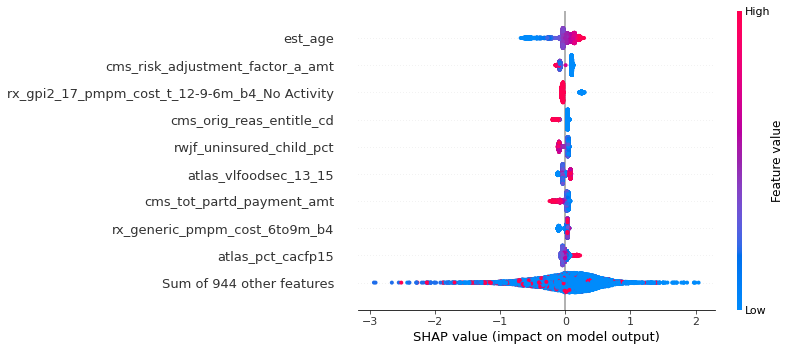 High
est_age
cms_risk_adjustment_factor_a_amt
rx_gpi2_17_pmpm_cost_t_12-9-6m_b4_No Activity
cms_orig_reas_entitle_cd
rwjf_uninsured_child_pct
atlas_vlfoodsec_13_15
cms_tot_partd_payment_amt
rx_generic_pmpm_cost_6to9m_b4
atlas_pct_cacfp15
Sum of 944 other features
Feature value
Low
−3 −2 −1 0 1 2
SHAP value (impact on model output)